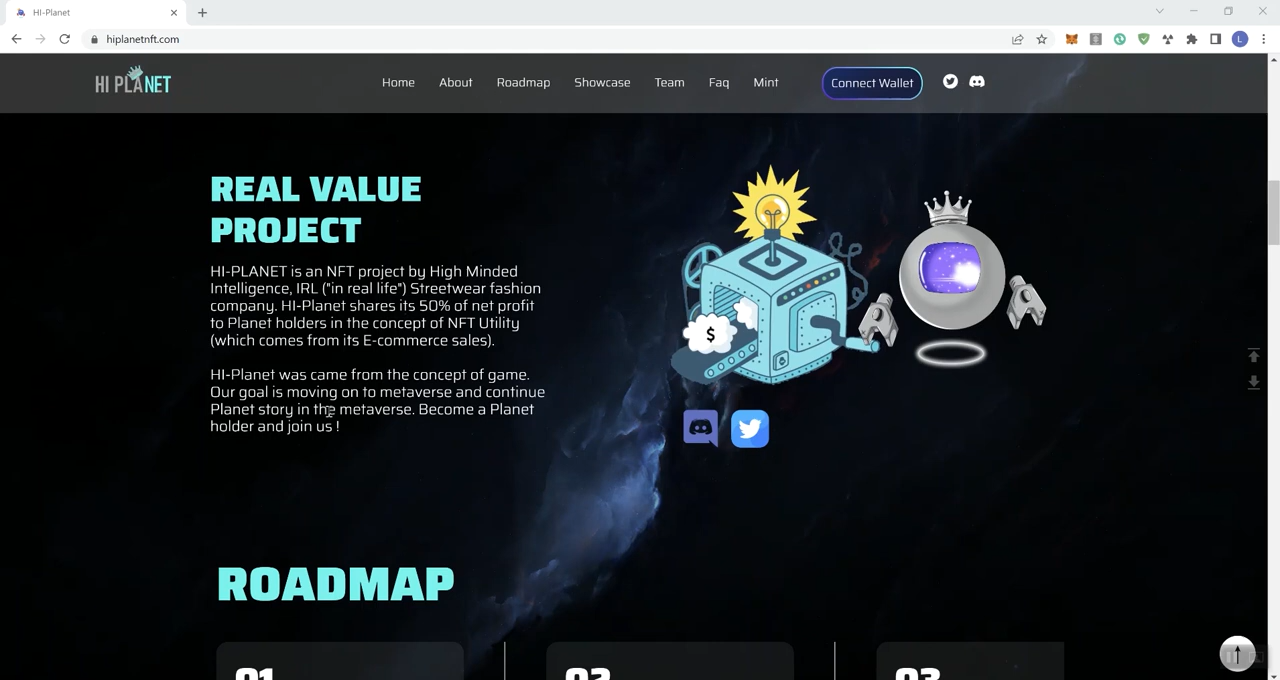 HI-Planet
hiplanetnft.com
L
HI PLANET
Home About Roadmap Showcase Team Faq Mint Connect Wallet
REAL VALUE
PROJECT
HI-PLANET is an NFT project by High Minded
Intelligence, IRL ("in real life") Streetwear fashion
company. HI-Planet shares its 50% of net profit
to Planet holders in the concept of NFT Utility
(which comes from its E-commerce sales).
$
HI-Planet was came from the concept of game.
Our goal is moving on to metaverse and continue
Planet story in the metaverse. Become a Planet
holder and join us !
ROADMAP
01 02 03